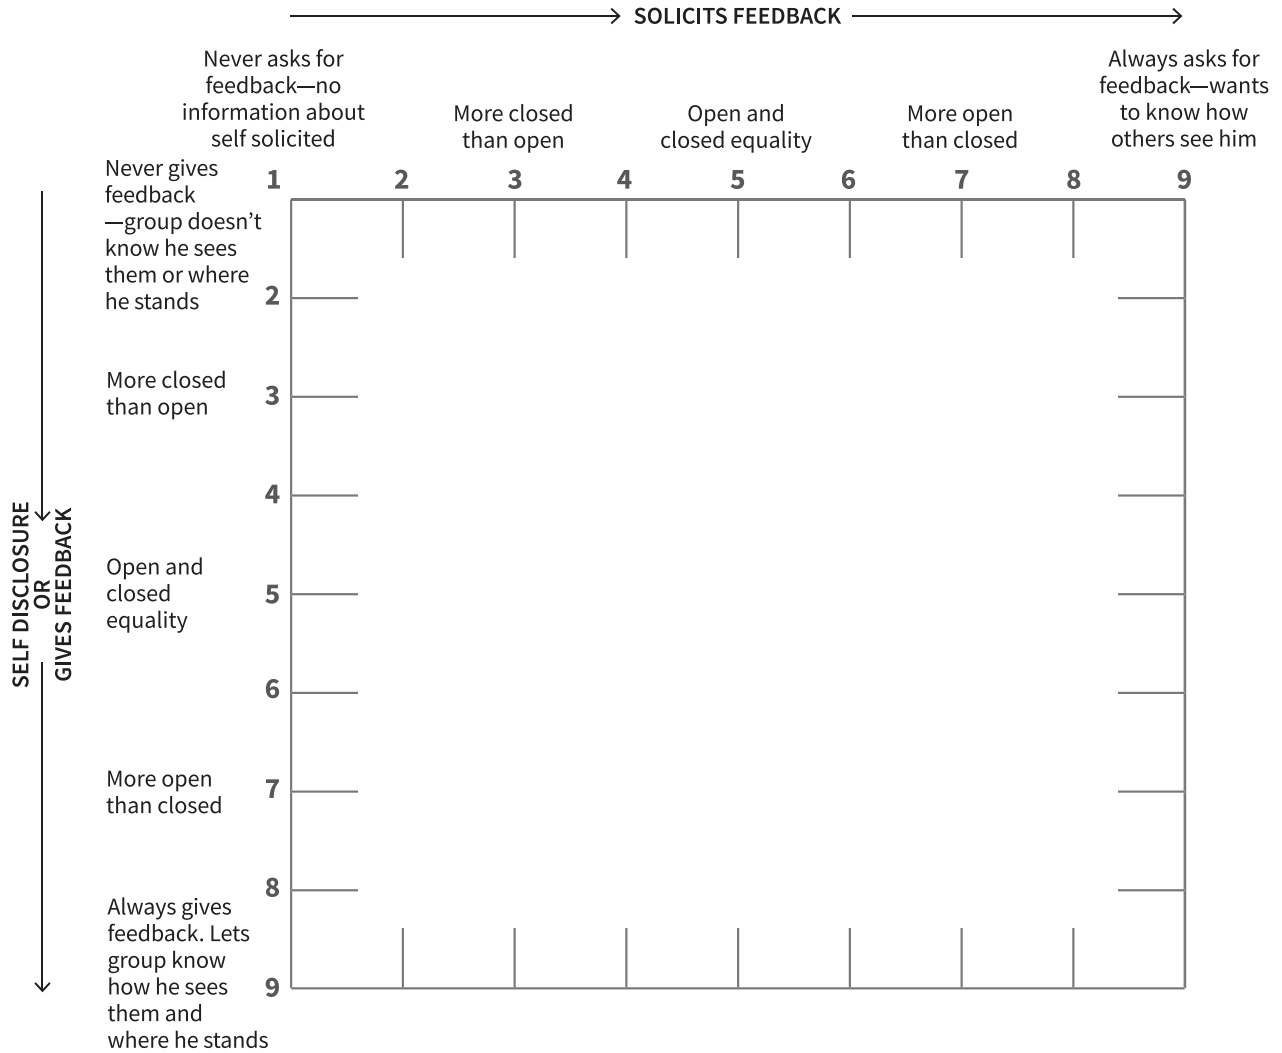 SOLICITS FEEDBACK
Never asks for
feedback—no
information about
self solicited
More closed
than open
Open and
closed equality
More open
than closed
Always asks for
feedback—wants
to know how
others see him
1 2 3 4 5 6 7 8 9
Never gives
feedback
—group doesn't
know he sees
them or where
he stands
2
More closed
than open
3
4
SELF DISCLOSURE
OR
GIVES FEEDBACK
Open and
closed
equality
5
6
More open
than closed
7
8
Always gives
feedback. Lets
group know
how he sees
them and
where he stands
9